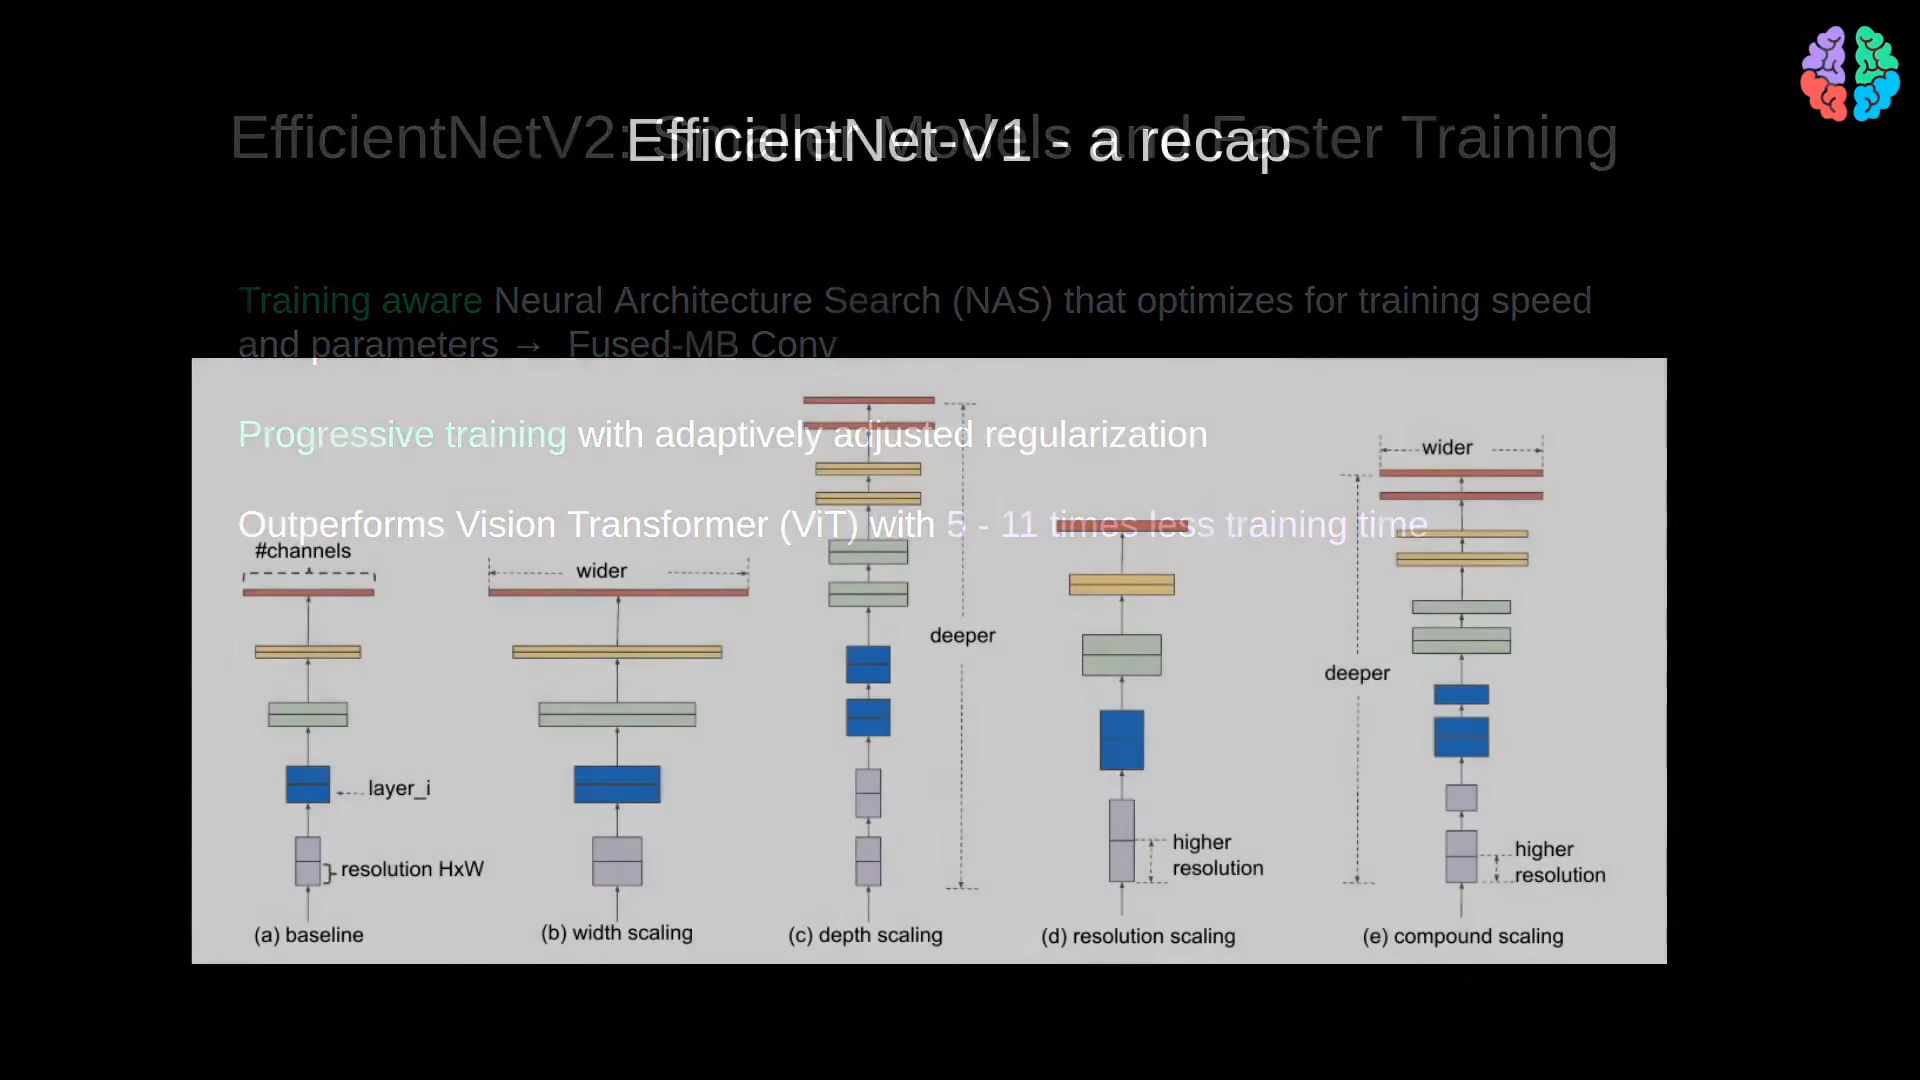 EfficientNetV2: Smaller Models and Faster Training
EfficientNet-V1 - a recap
Training aware Neural Architecture Search (NAS) that optimizes for training speed
and parameters → Fused-MB Conv
Progressive training with adaptively adjusted regularization
Outperforms Vision Transformer (ViT) with 5 - 11 times less training time
#channels
wider
deeper
wider
deeper
layer_i
resolution HxW
higher
resolution
higher
resolution
(a) baseline
(b) width scaling
(c) depth scaling
(d) resolution scaling
(e) compound scaling